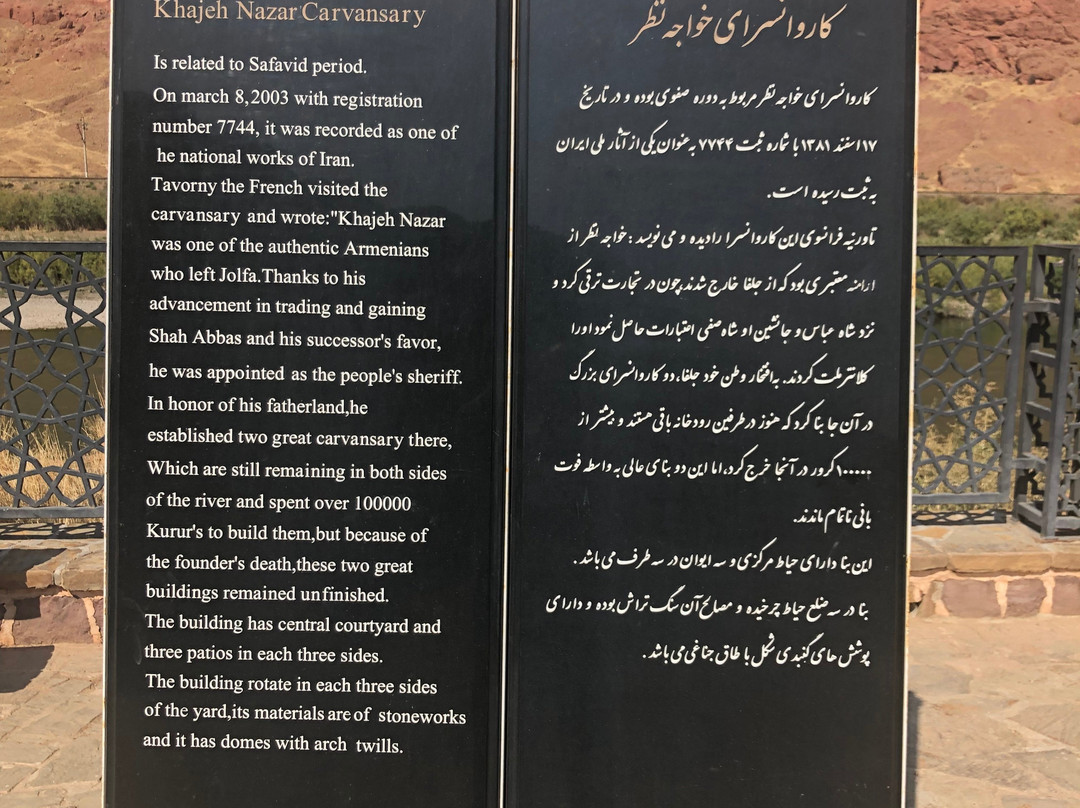 Khajeh Nazar Carvansary
Is related to Safavid period.
On march 8,2003 with registration
number 7744, it was recorded as one of
he national works of Iran.
Tavorny the French visited the
carvansary and wrote:"Khajeh Nazar
was one of the authentic Armenians
who left Jolfa.Thanks to his
advancement in trading and gaining
Shah Abbas and his successor's favor,
he was appointed as the people's sheriff.
In honor of his fatherland,he
established two great carvansary there,
Which are still remaining in both sides
of the river and spent over 100000
Kurur's to build them,but because of
the founder's death,these two great
buildings remained unfinished.
The building has central courtyard and
three patios in each three sides.
The building rotate in each three sides
of the yard,its materials are of stoneworks
and it has domes with arch twills.
کاروانسرای خواجه نظر
کاروانسرای خواجه نظر مربوط به دوره صفوی بوده و در تاریخ
۱۷ اسفند ۱۳۸۱ با شماره ثبت ۷۷۴۴ به عنوان یکی از آثار ملی ایران
به ثبت رسیده است.
تاورنیه فرانسوی این کاروانسرا را دیده و می نویسد : خواجه نظر از
ارامنه معتبری بود که از جلفا خارج شدند،چون در تجارت ترقی کرد و
نزد شاه عباس و جانشین او شاه صفی اعتبارات حاصل نمود اورا
کلانتر ملت کردند. به افتخار وطن خود جلفا، دو کاروانسرای بزرگ
در آن جا بنا کرد که هنوز در طرفین رودخانه باقی هستند و بیشتر از
۱۰۰۰۰۰ کرور در آنجا خرج کرد، اما این دو بنای عالی به واسطه فوت
بانی ناتمام ماندند.
این بنا دارای حیاط مرکزی و سه ایوان در سه طرف می باشد .
بنا در سه ضلع حیاط چرخیده و مصالح آن سنگ تراش بوده و دارای
پوشش های گنبدی شکل با طاق جناغی می باشد .